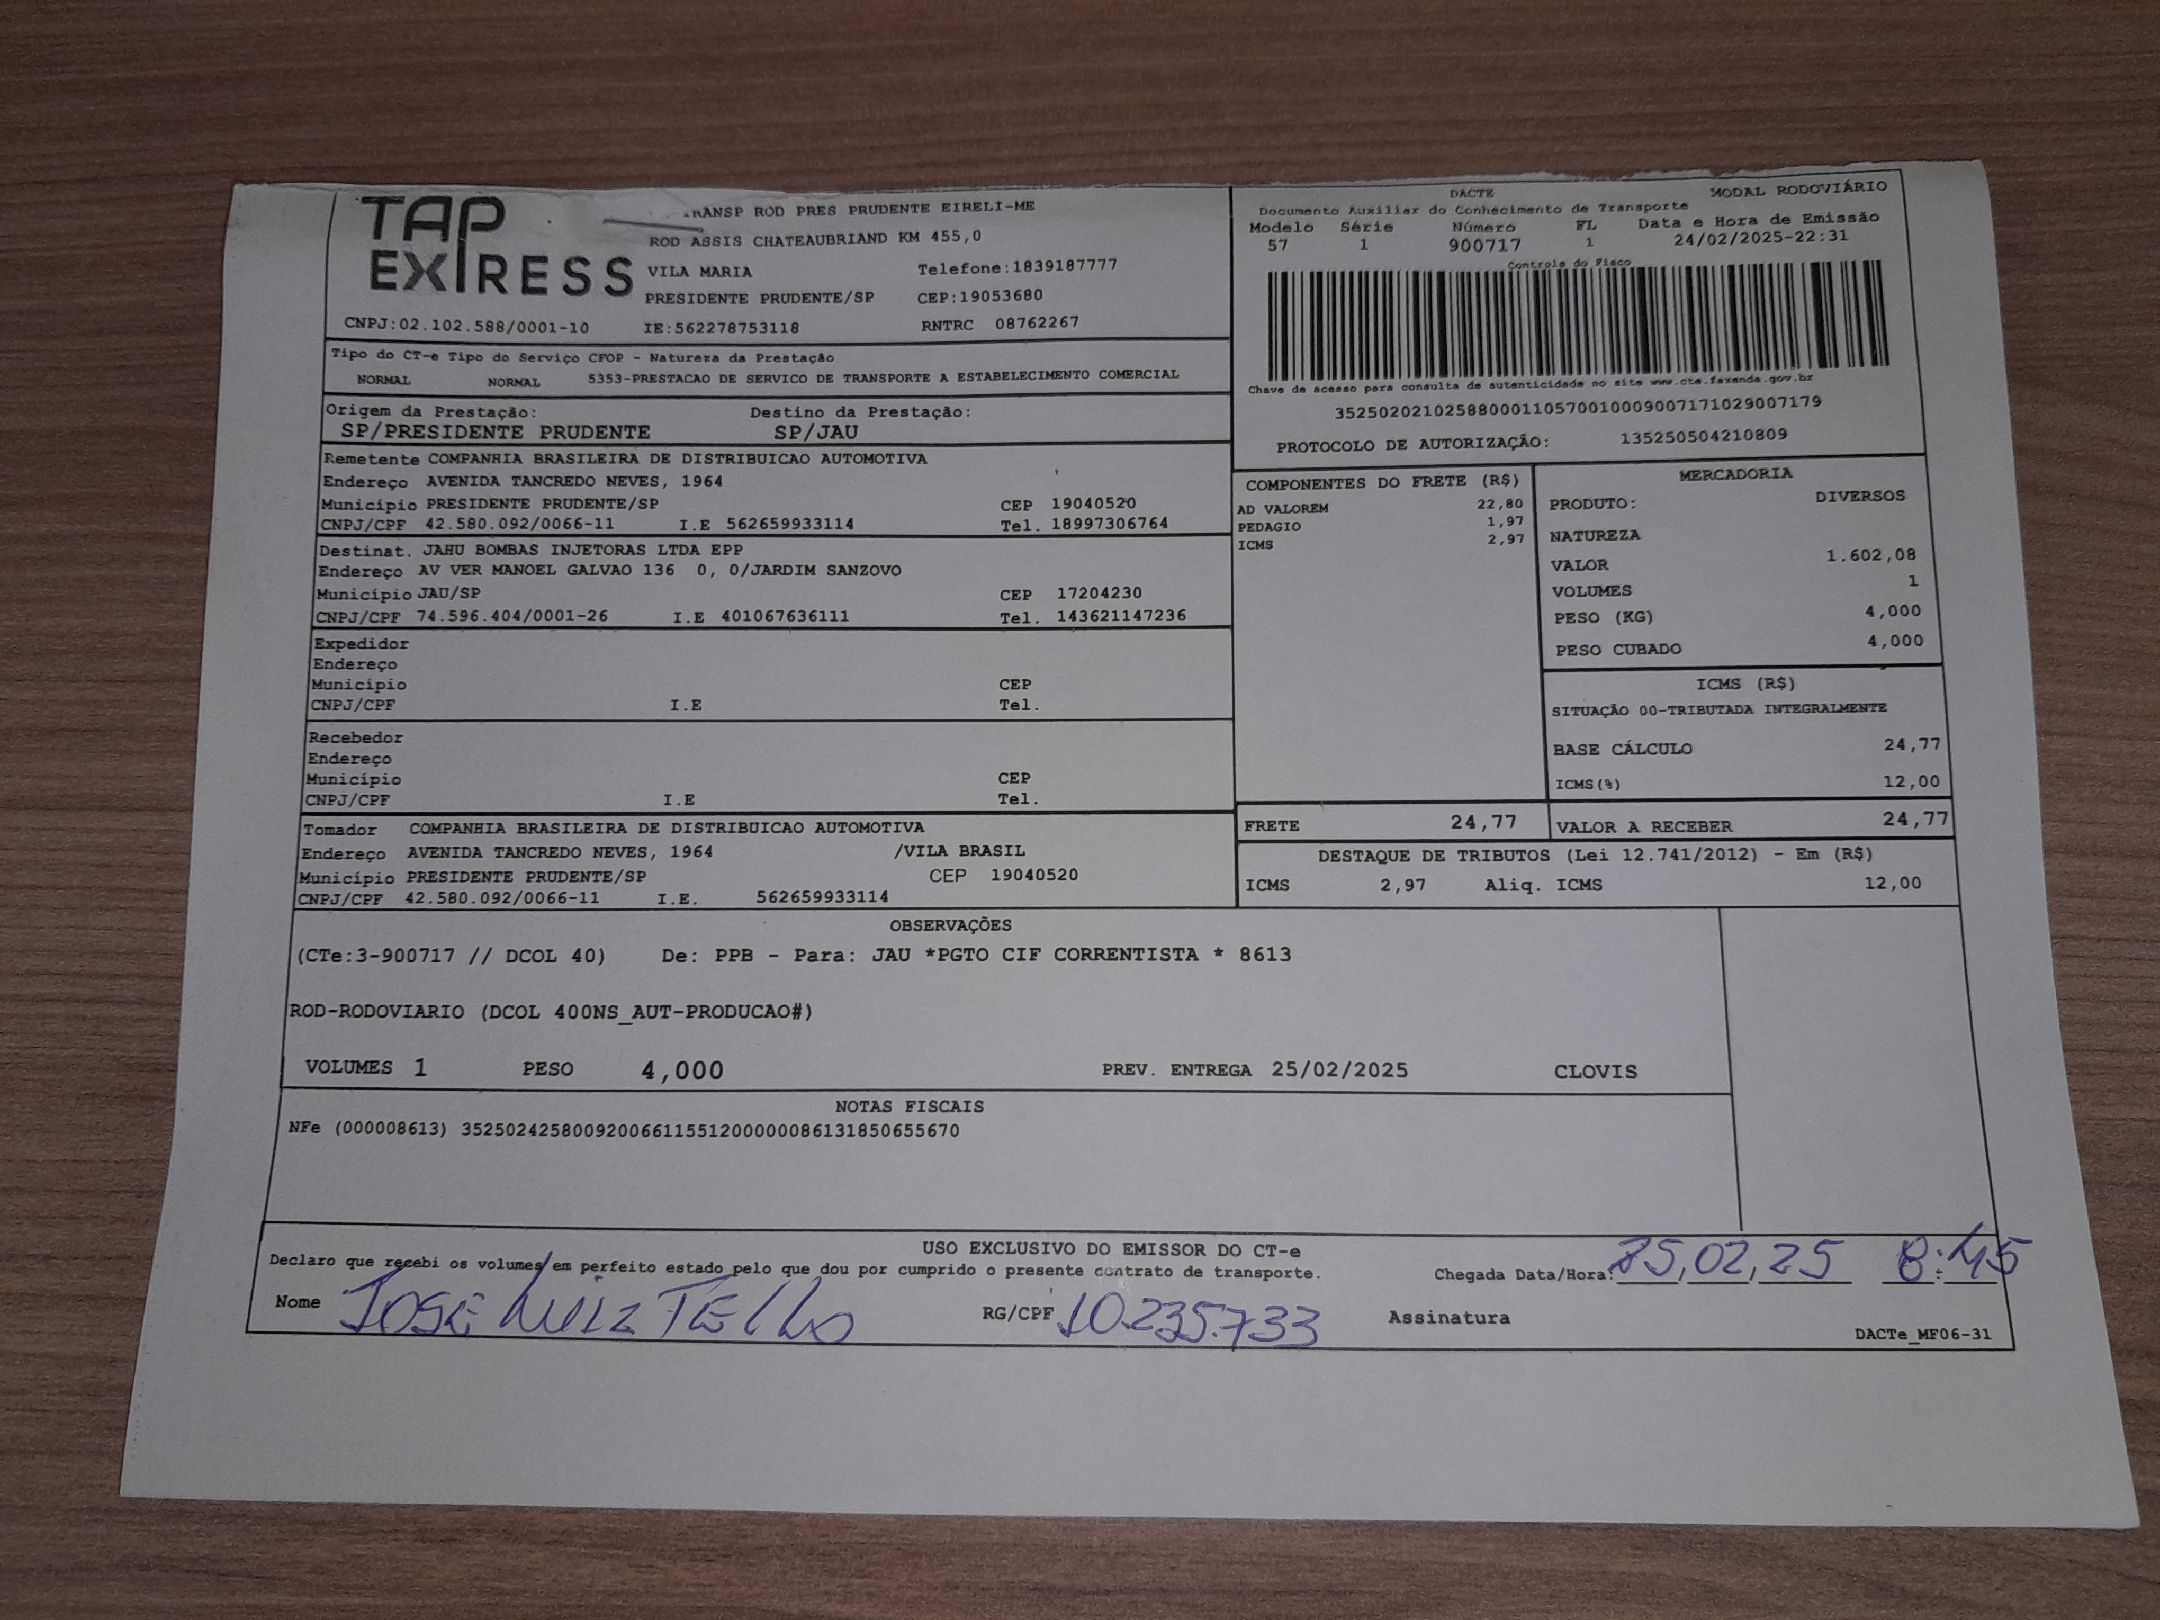 TAP
EXPRESS
TRANSP ROD PRES PRUDENTE EIRELI-ME
ROD ASSIS CHATEAUBRIAND KM 455,0
VILA MARIA Telefone:1839187777
PRESIDENTE PRUDENTE/SP CEP:19053680
CNPJ:02.102.588/0001-10 IE:562278753118 RNTRC 08762267
DACTE MODAL RODOVIÁRIO
Documento Auxiliar do Conhecimento de Transporte
Modelo Série Número FL Data e Hora de Emissão
57 1 900717 1 24/02/2025-22:31
Controle do Fisco
Chave de acesso para consulta de autenticidade no site www.cte.fazenda.gov.br
35250202102588000110570010009007171029007179
PROTOCOLO DE AUTORIZAÇÃO: 135250504210809
Tipo do CT-e Tipo do Serviço CFOP - Natureza da Prestação
NORMAL NORMAL 5353-PRESTACAO DE SERVICO DE TRANSPORTE A ESTABELECIMENTO COMERCIAL
Origem da Prestação: Destino da Prestação:
SP/PRESIDENTE PRUDENTE SP/JAU
Remetente COMPANHIA BRASILEIRA DE DISTRIBUICAO AUTOMOTIVA
Endereço AVENIDA TANCREDO NEVES, 1964
Município PRESIDENTE PRUDENTE/SP CEP 19040520
CNPJ/CPF 42.580.092/0066-11 I.E 562659933114 Tel. 18997306764
Destinat. JAHU BOMBAS INJETORAS LTDA EPP
Endereço AV VER MANOEL GALVAO 136 0, 0/JARDIM SANZOVO
Município JAU/SP CEP 17204230
CNPJ/CPF 74.596.404/0001-26 I.E 401067636111 Tel. 143621147236
Expedidor
Endereço
Município CEP
CNPJ/CPF I.E Tel.
Recebedor
Endereço
Município CEP
CNPJ/CPF I.E Tel.
Tomador COMPANHIA BRASILEIRA DE DISTRIBUICAO AUTOMOTIVA
Endereço AVENIDA TANCREDO NEVES, 1964 /VILA BRASIL
Município PRESIDENTE PRUDENTE/SP CEP 19040520
CNPJ/CPF 42.580.092/0066-11 I.E. 562659933114
COMPONENTES DO FRETE (R$)
AD VALOREM 22,80
PEDAGIO 1,97
ICMS 2,97
MERCADORIA
PRODUTO: DIVERSOS
NATUREZA
VALOR 1.602,08
VOLUMES 1
PESO (KG) 4,000
PESO CUBADO 4,000
ICMS (R$)
SITUAÇÃO 00-TRIBUTADA INTEGRALMENTE
BASE CÁLCULO 24,77
ICMS(%) 12,00
FRETE 24,77 VALOR A RECEBER 24,77
DESTAQUE DE TRIBUTOS (Lei 12.741/2012) - Em (R$)
ICMS 2,97 Aliq. ICMS 12,00
OBSERVAÇÕES
(CTe:3-900717 // DCOL 40) De: PPB - Para: JAU *PGTO CIF CORRENTISTA * 8613
ROD-RODOVIARIO (DCOL 400NS_AUT-PRODUCAO#)
VOLUMES 1 PESO 4,000 PREV. ENTREGA 25/02/2025 CLOVIS
NOTAS FISCAIS
NFe (000008613) 35250242580092006611551200000086131850655670
USO EXCLUSIVO DO EMISSOR DO CT-e
Declaro que recebi os volumes em perfeito estado pelo que dou por cumprido o presente contrato de transporte. Chegada Data/Hora: 25,02,25 8:45
Nome JOSE LUIZ TELLO RG/CPF 10.235.733 Assinatura
DACTe_MF06-31